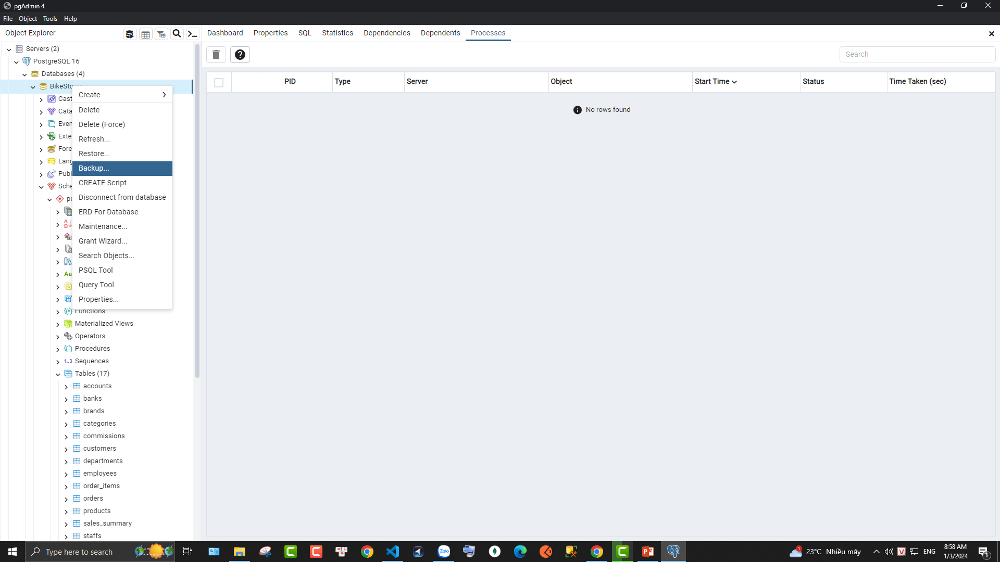 pgAdmin 4
File Object Tools Help
Object Explorer
Dashboard Properties SQL Statistics Dependencies Dependents Processes
Search
Servers (2)
PostgreSQL 16
Databases (4)
BikeStores
Create
Delete
Delete (Force)
Refresh...
Restore...
Backup...
CREATE Script
Disconnect from database
ERD For Database
Maintenance...
Grant Wizard...
Search Objects...
PSQL Tool
Query Tool
Properties...
Cast
Cata
Even
Exte
Fore
Lang
Publ
Sche
Functions
Materialized Views
Operators
Procedures
1..3 Sequences
Tables (17)
accounts
banks
brands
categories
commissions
customers
departments
employees
order_items
orders
products
sales_summary
staffs
PID Type Server Object Start Time Status Time Taken (sec)
No rows found
Type here to search
Zalo
1
23°C Nhiều mây
ENG
8:58 AM
1/3/2024
1